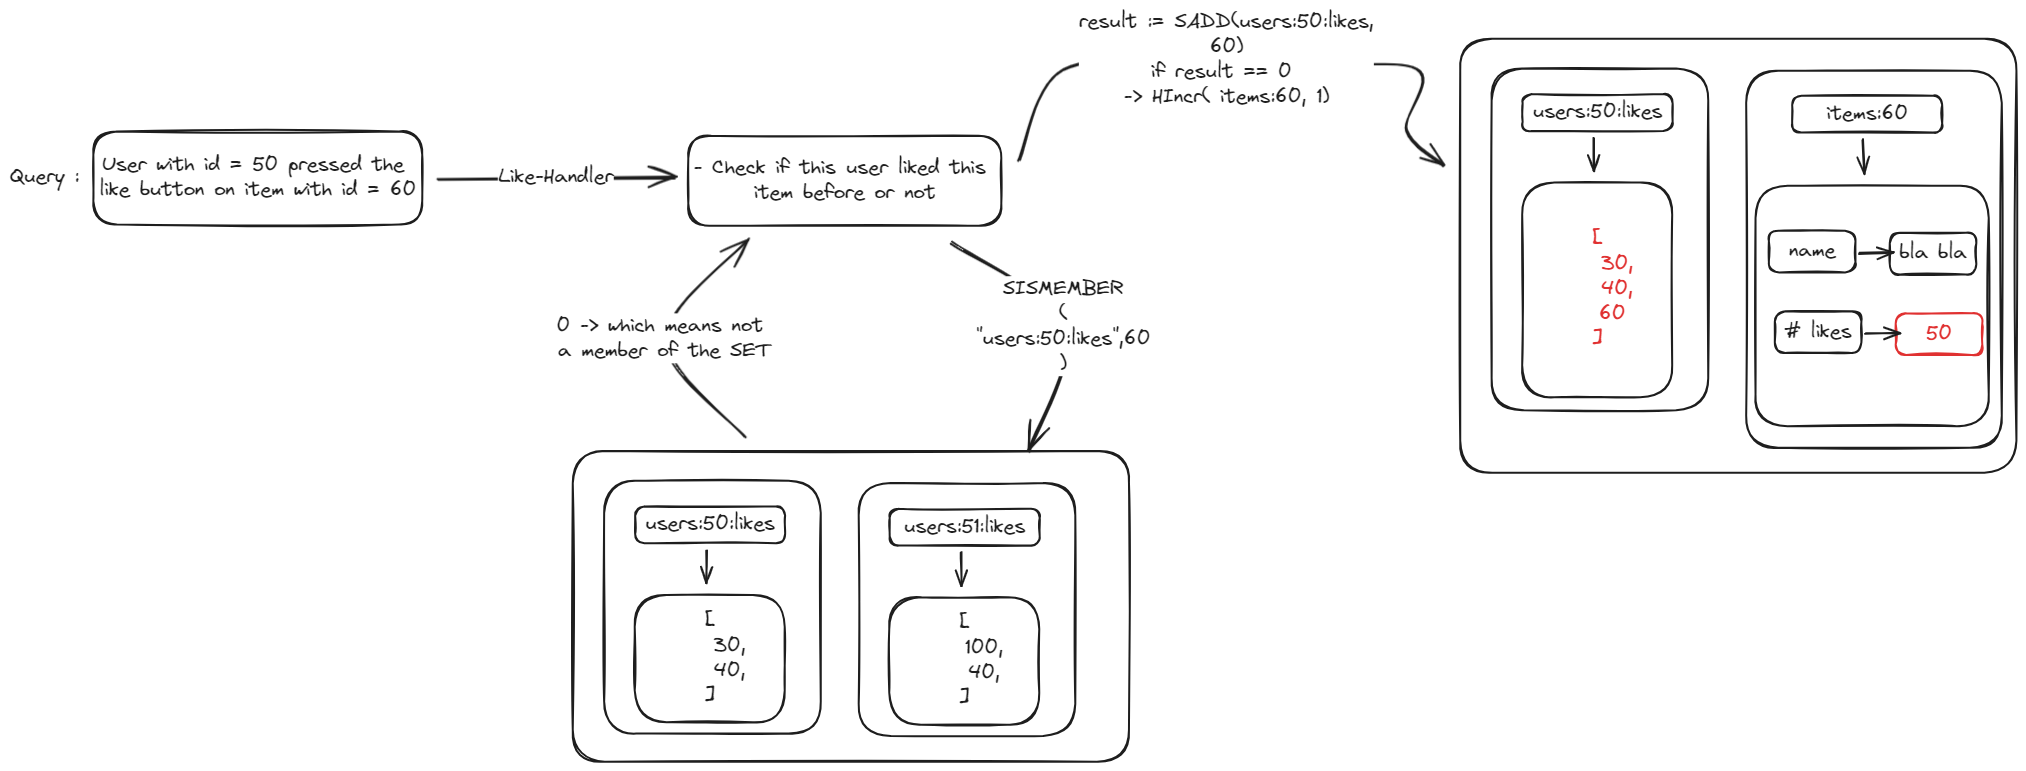 Query :
User with id = 50 pressed the
like button on item with id = 60
Like-Handler
- Check if this user liked this
item before or not
result := SADD(users:50:likes,
60)
if result == 0
-> HIncr( items:60, 1)
0 -> which means not
a member of the SET
SISMEMBER
(
"users:50:likes",60
)
users:50:likes
[
30,
40,
]
users:51:likes
[
100,
40,
]
users:50:likes
[
30,
40,
60
]
items:60
name
bla bla
# likes
50